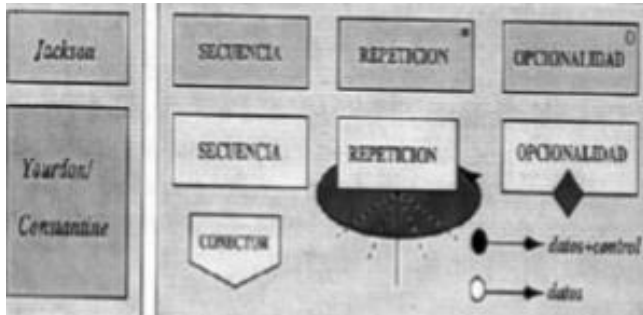 Jackson
SECUENCIA
REPETICION
OPCIONALIDAD
Yourdon/
Constantine
SECUENCIA
REPETICION
OPCIONALIDAD
CONECTOR
datos+control
datos